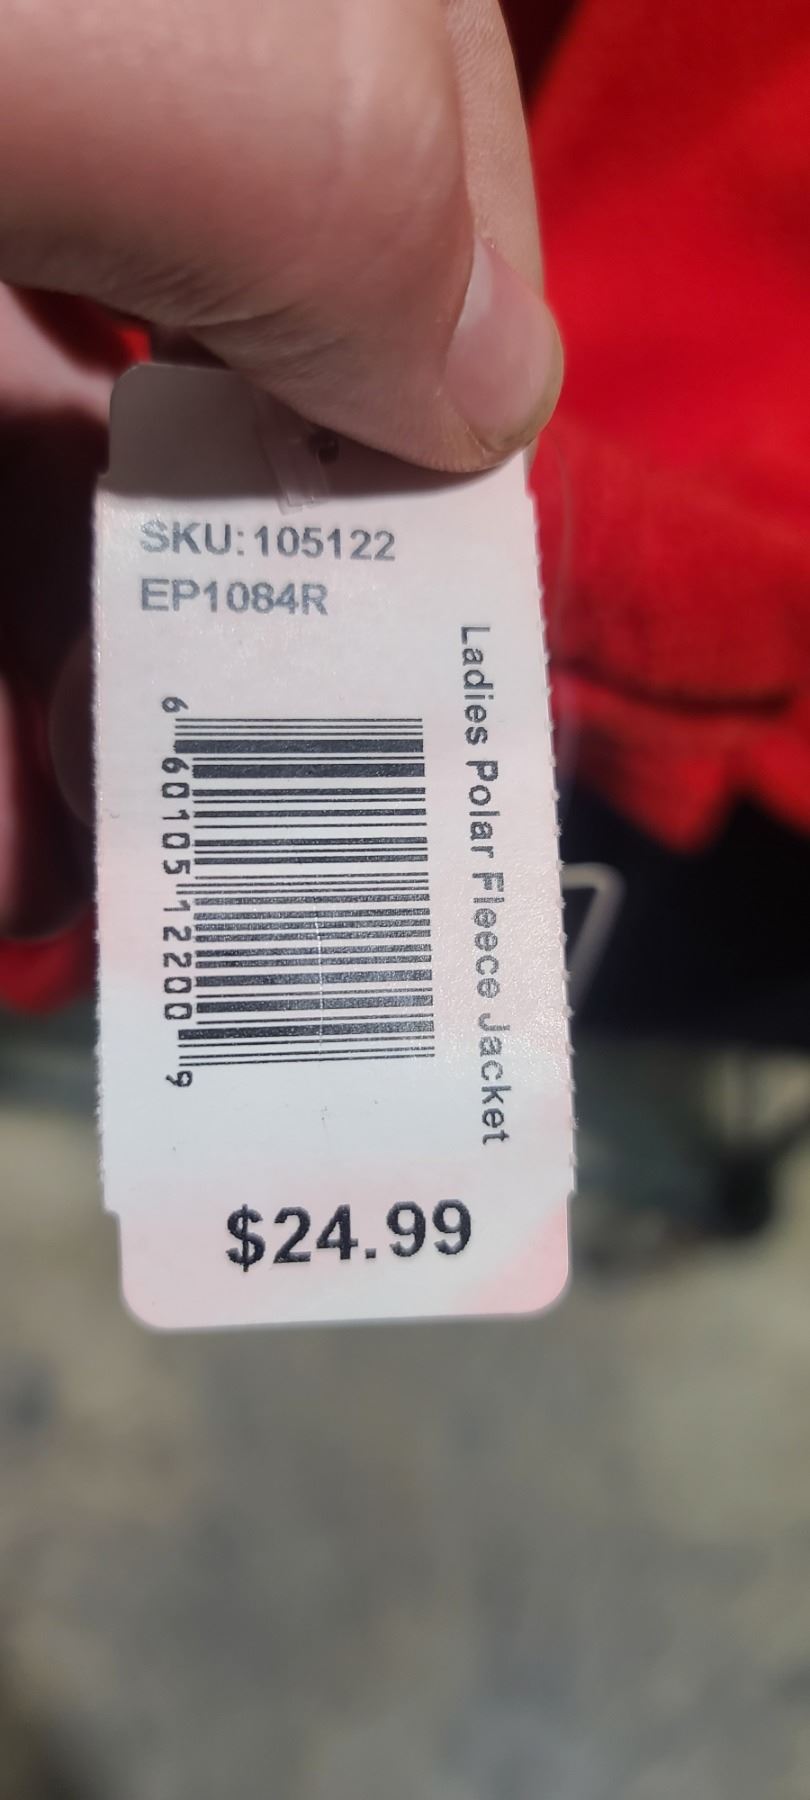 SKU:105122
EP1084R
Ladies Polar Fleece Jacket
6 60105 12200 9
$24.99